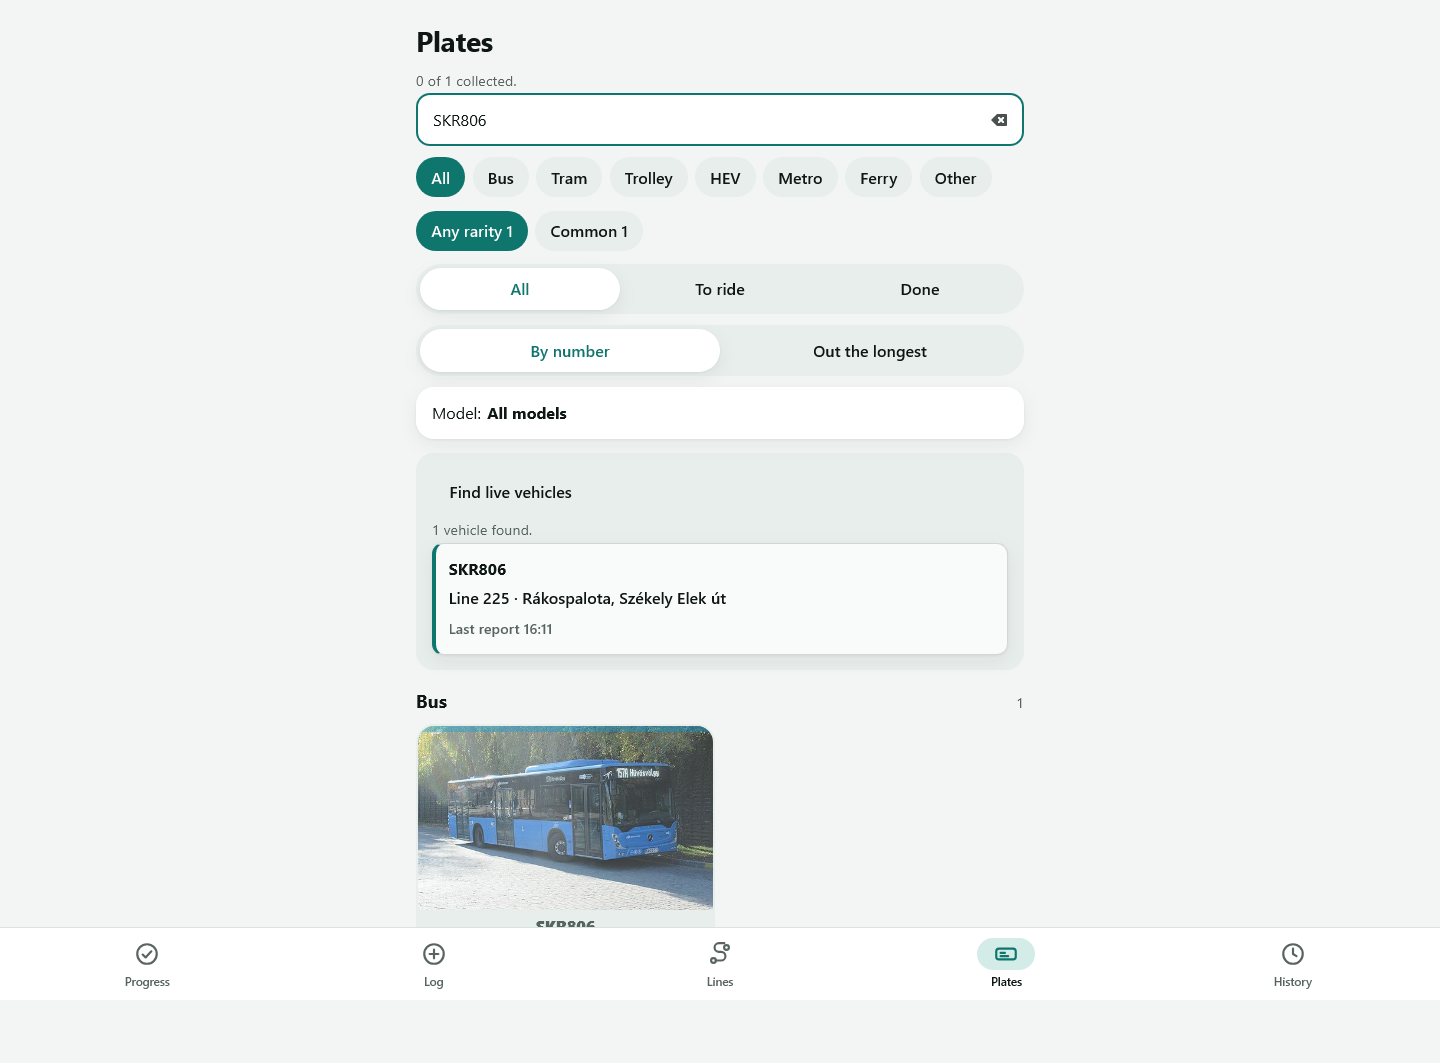 Plates
0 of 1 collected.
SKR806
All
Bus
Tram
Trolley
HEV
Metro
Ferry
Other
Any rarity 1
Common 1
All
To ride
Done
By number
Out the longest
Model: All models
Find live vehicles
1 vehicle found.
SKR806
Line 225 · Rákospalota, Székely Elek út
Last report 16:11
Bus
1
SKR806
Progress
Log
Lines
Plates
History